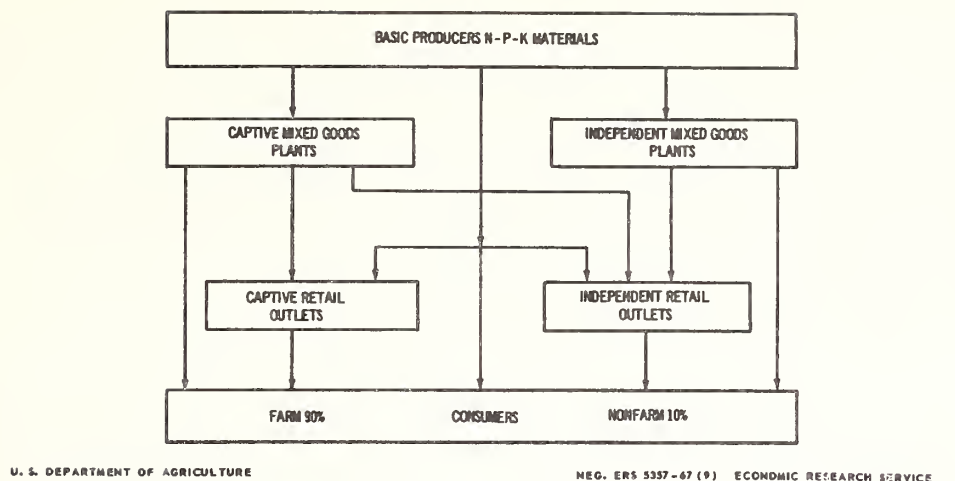 BASIC PRODUCERS N-P-K MATERIALS
CAPTIVE MIXED GOODS
PLANTS
INDEPENDENT MIXED GOODS
PLANTS
CAPTIVE RETAIL
OUTLETS
INDEPENDENT RETAIL
OUTLETS
FARM 90% CONSUMERS NONFARM 10%
U. S. DEPARTMENT OF AGRICULTURE NEG. ERS 5357-67 (9) ECONOMIC RESEARCH SERVICE